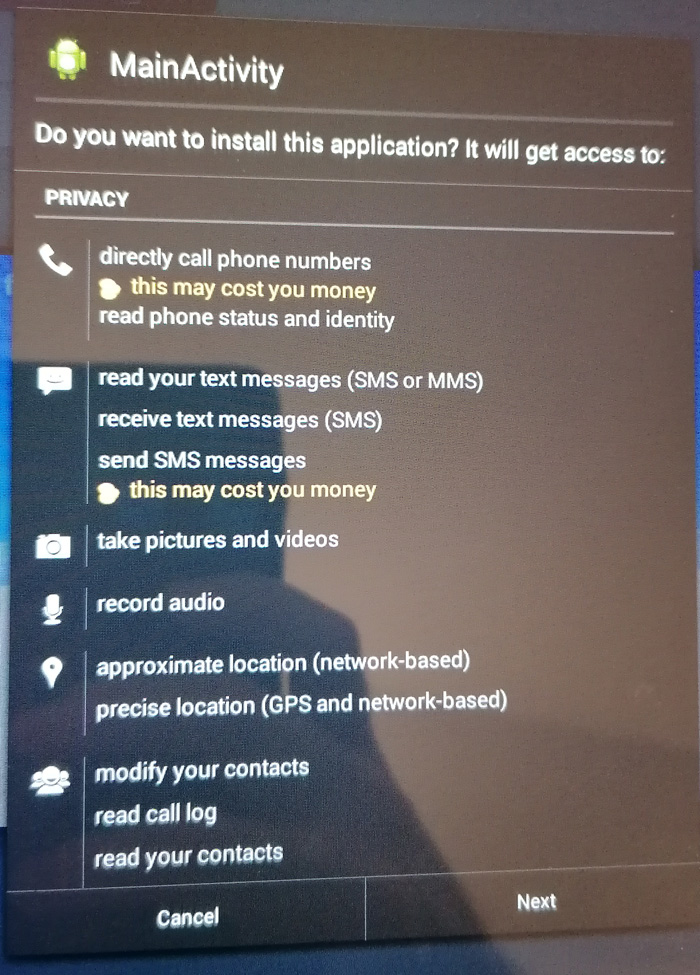 MainActivity
Do you want to install this application? It will get access to:
PRIVACY
directly call phone numbers
this may cost you money
read phone status and identity
read your text messages (SMS or MMS)
receive text messages (SMS)
send SMS messages
this may cost you money
take pictures and videos
record audio
approximate location (network-based)
precise location (GPS and network-based)
modify your contacts
read call log
read your contacts
Cancel
Next